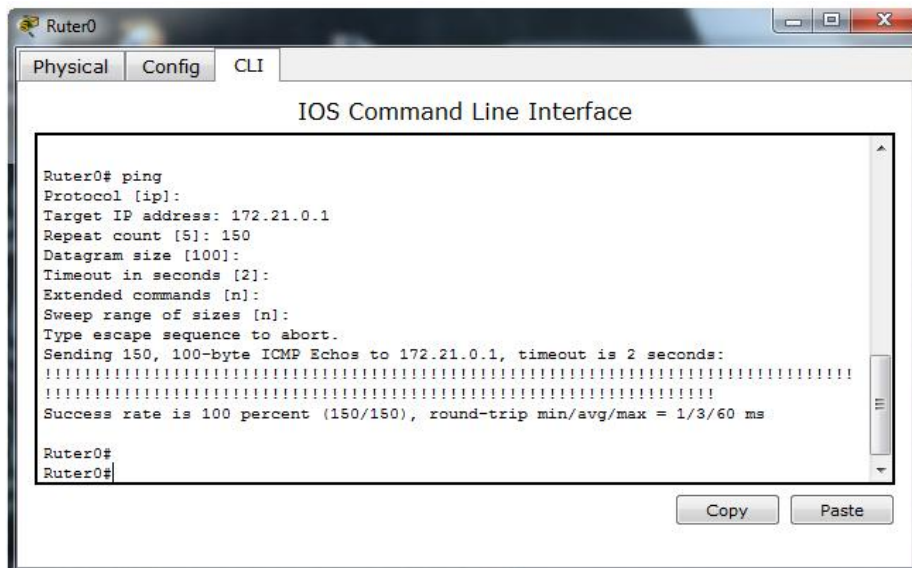 Ruter0
Physical Config CLI
IOS Command Line Interface
Ruter0# ping
Protocol [ip]:
Target IP address: 172.21.0.1
Repeat count [5]: 150
Datagram size [100]:
Timeout in seconds [2]:
Extended commands [n]:
Sweep range of sizes [n]:
Type escape sequence to abort.
Sending 150, 100-byte ICMP Echos to 172.21.0.1, timeout is 2 seconds:
!!!!!!!!!!!!!!!!!!!!!!!!!!!!!!!!!!!!!!!!!!!!!!!!!!!!!!!!!!!!!!!!!!!!!!!!!!!!!!!!!!
!!!!!!!!!!!!!!!!!!!!!!!!!!!!!!!!!!!!!!!!!!!!!!!!!!!!!!!!!!!!!!!!!!!!
Success rate is 100 percent (150/150), round-trip min/avg/max = 1/3/60 ms
Ruter0#
Ruter0#
Copy Paste